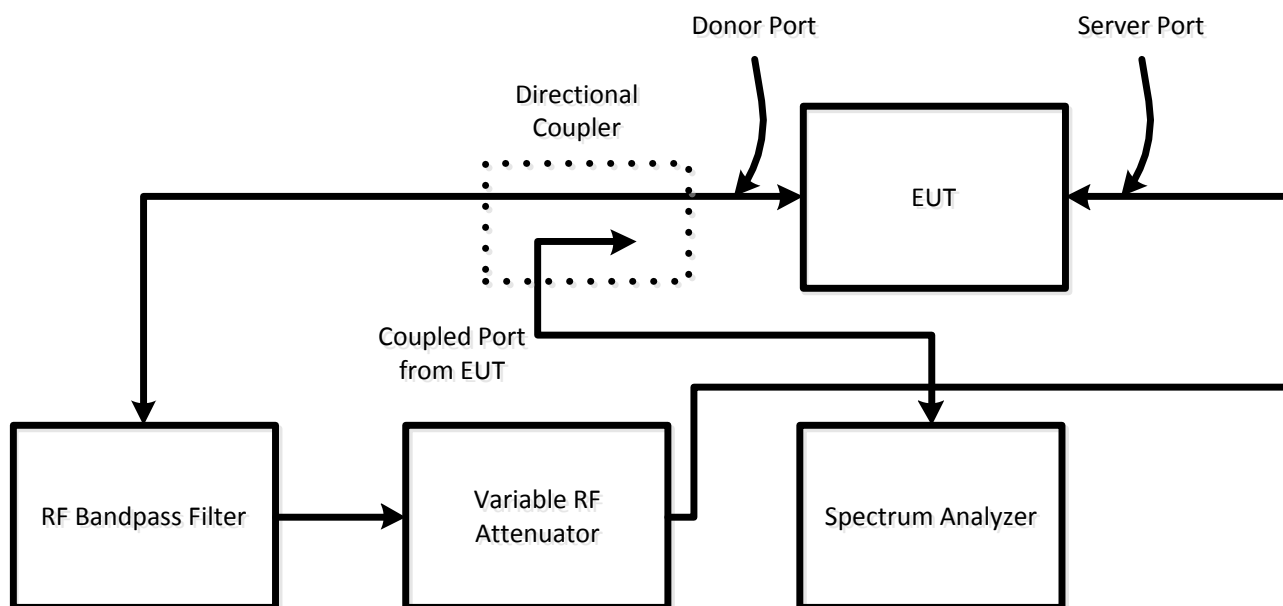 Donor Port
Server Port
Directional
Coupler
EUT
Coupled Port
from EUT
RF Bandpass Filter
Variable RF
Attenuator
Spectrum Analyzer